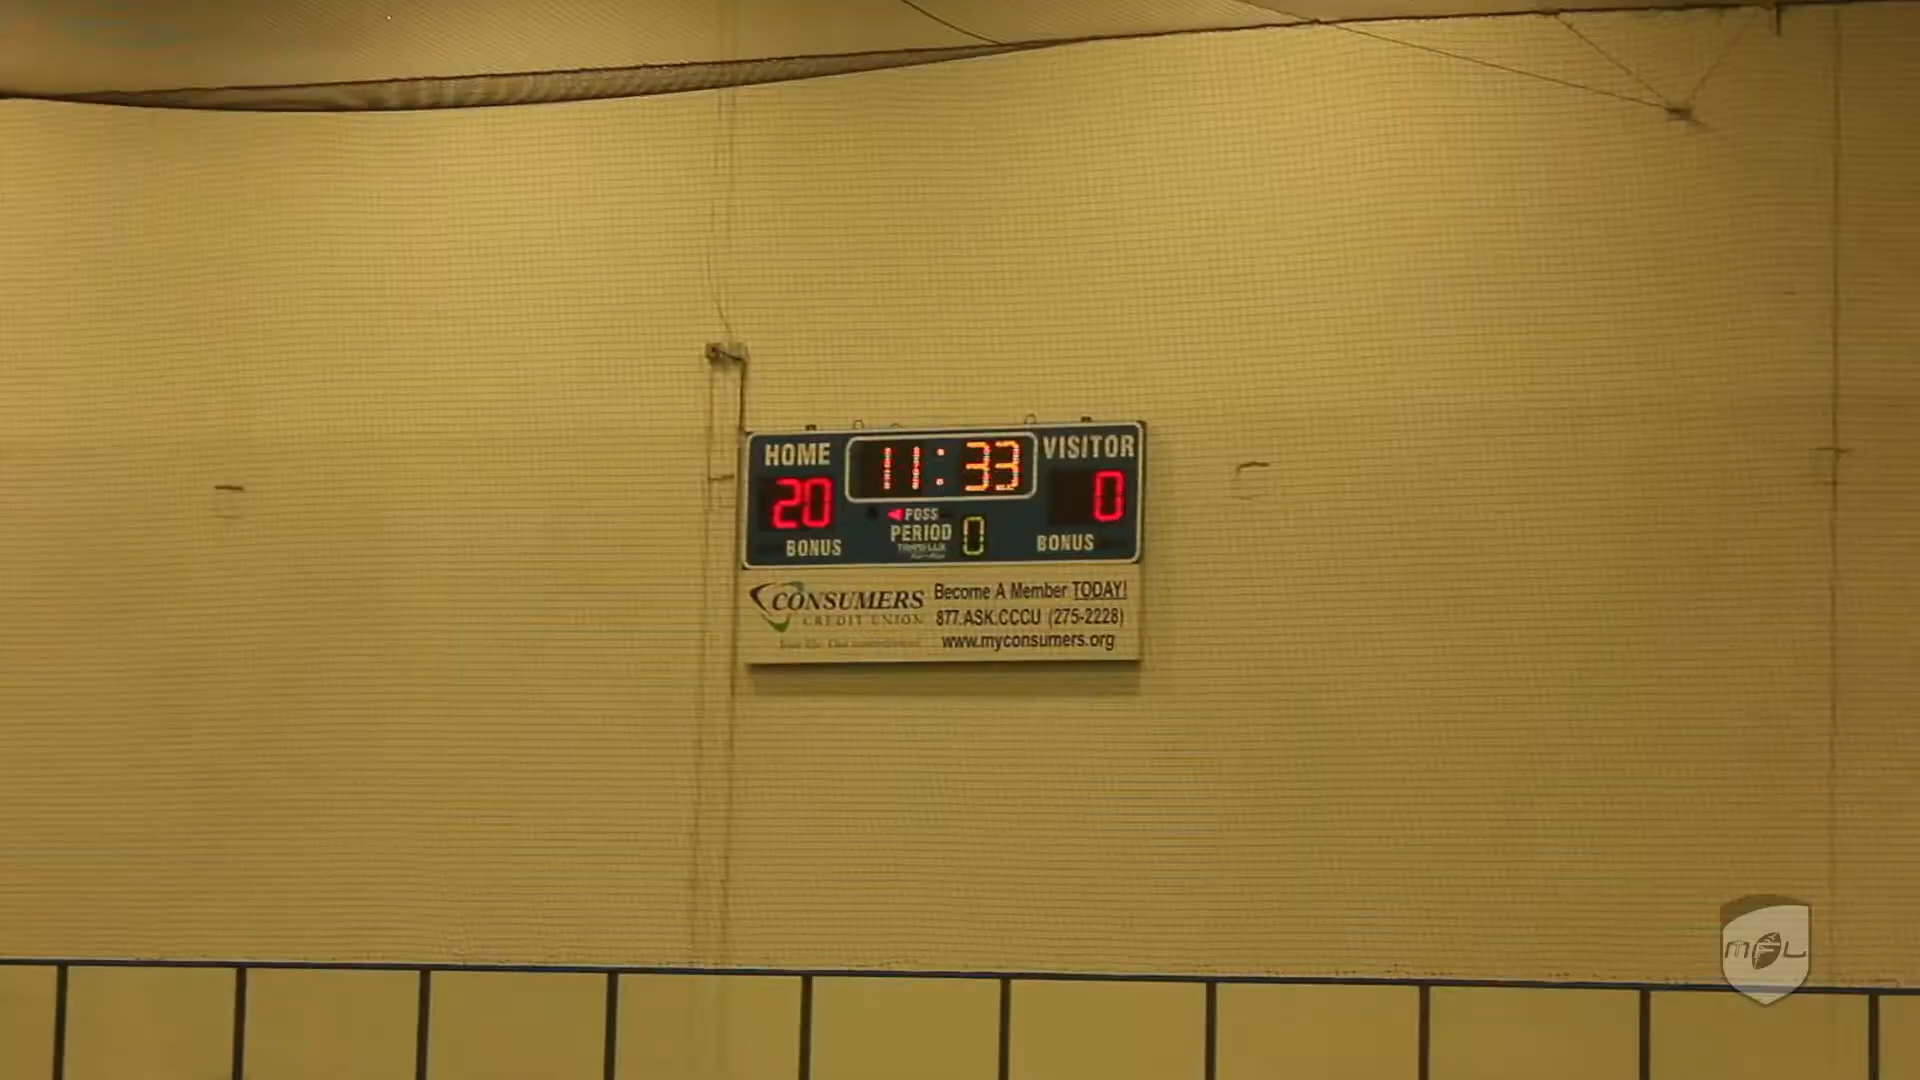 HOME 11:33 VISITOR
20 0
POSS
PERIOD 0
BONUS BONUS
CONSUMERS
CREDIT UNION
Become A Member TODAY!
877.ASK.CCCU (275-2228)
www.myconsumers.org
MFL